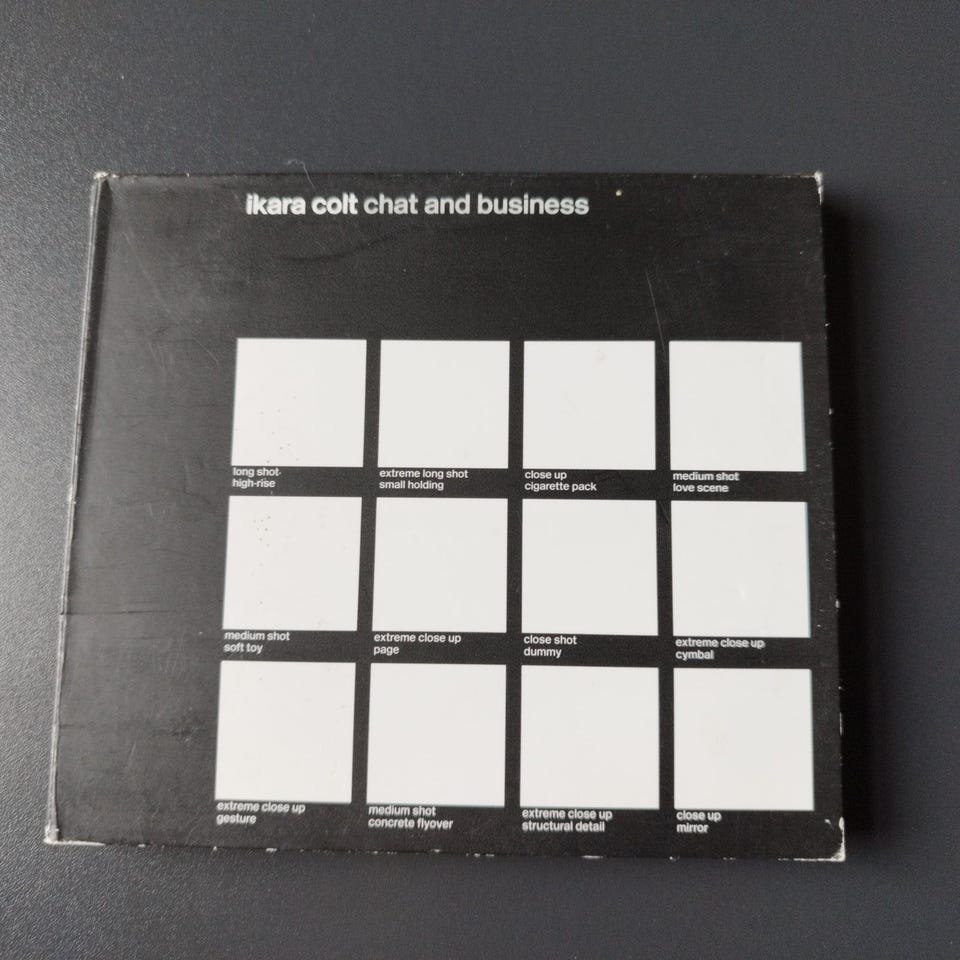 ikara colt chat and business
long shot
high-rise
extreme long shot
small holding
close up
cigarette pack
medium shot
love scene
medium shot
soft toy
extreme close up
page
close shot
dummy
extreme close up
cymbal
extreme close up
gesture
medium shot
concrete flyover
extreme close up
structural detail
close up
mirror